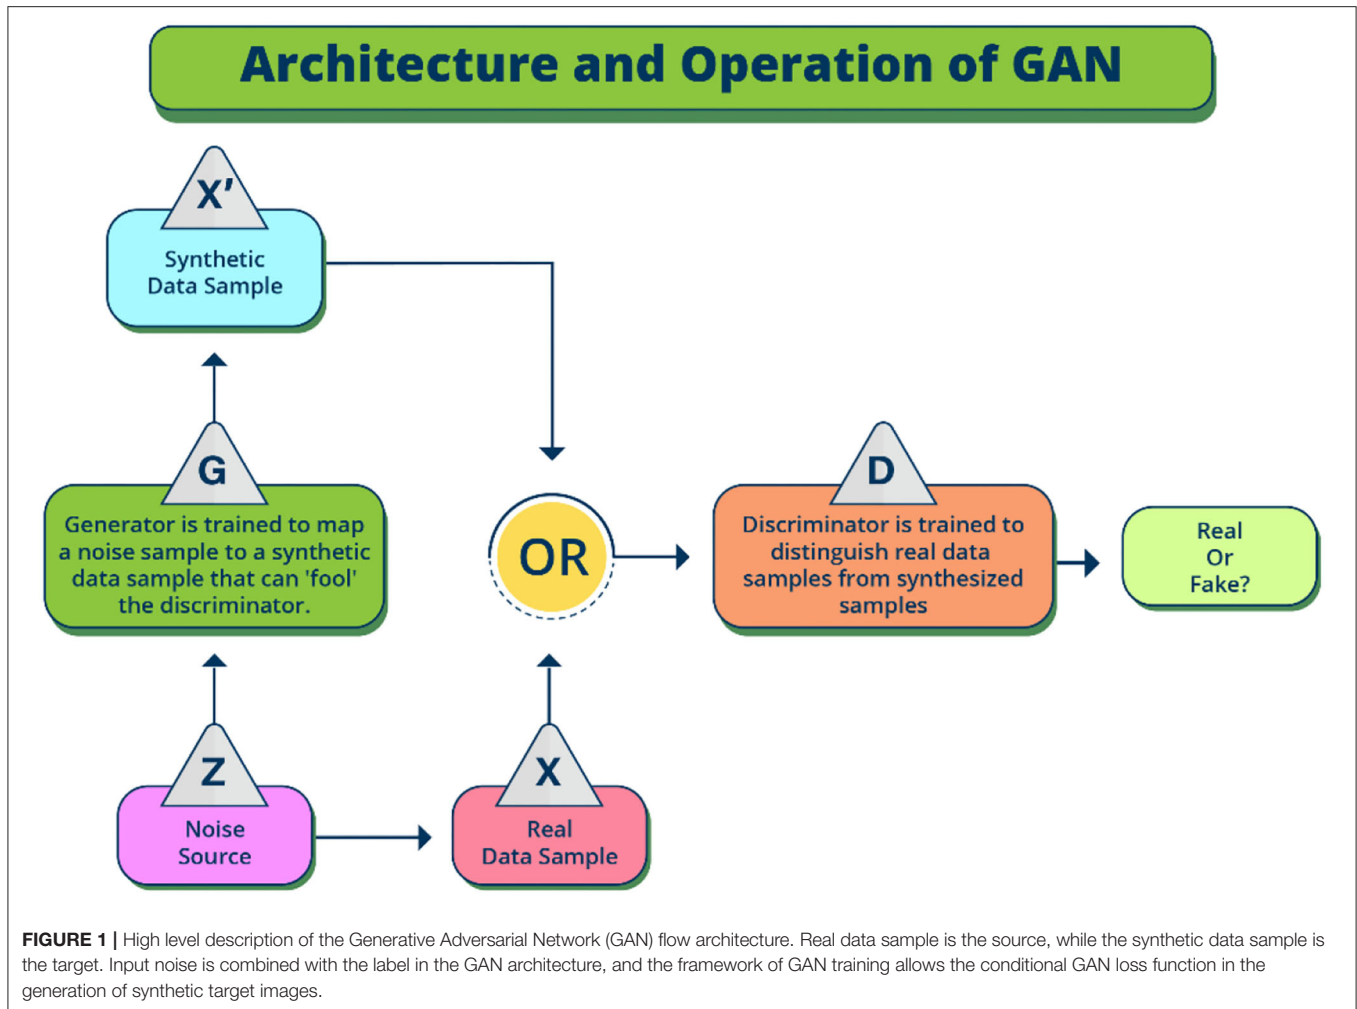 Architecture and Operation of GAN
X’
Synthetic
Data Sample
G
Generator is trained to map
a noise sample to a synthetic
data sample that can 'fool'
the discriminator.
OR
D
Discriminator is trained to
distinguish real data
samples from synthesized
samples
Real
Or
Fake?
Z
Noise
Source
X
Real
Data Sample
FIGURE 1 | High level description of the Generative Adversarial Network (GAN) flow architecture. Real data sample is the source, while the synthetic data sample is
the target. Input noise is combined with the label in the GAN architecture, and the framework of GAN training allows the conditional GAN loss function in the
generation of synthetic target images.